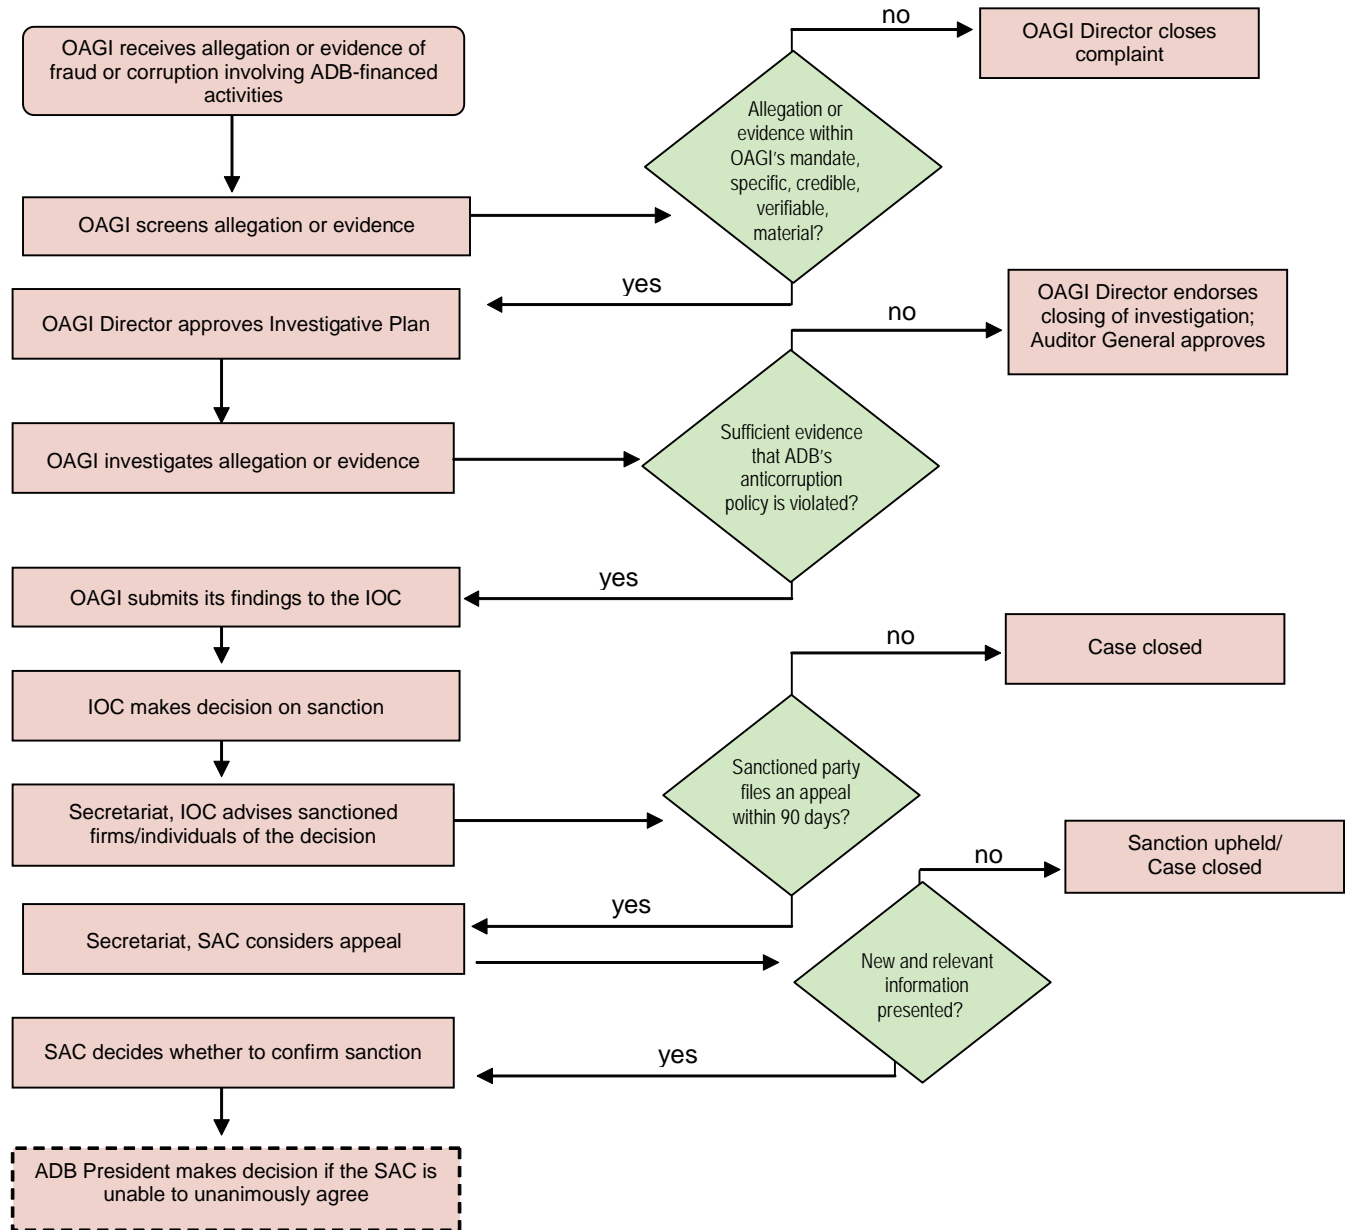 OAGI receives allegation or evidence of
fraud or corruption involving ADB-financed
activities
no
OAGI Director closes
complaint
Allegation or
evidence within
OAGI's mandate,
specific, credible,
verifiable,
material?
OAGI screens allegation or evidence
yes
OAGI Director approves Investigative Plan
no
OAGI Director endorses
closing of investigation;
Auditor General approves
OAGI investigates allegation or evidence
Sufficient evidence
that ADB's
anticorruption
policy is violated?
yes
OAGI submits its findings to the IOC
no
Case closed
IOC makes decision on sanction
Secretariat, IOC advises sanctioned
firms/individuals of the decision
Sanctioned party
files an appeal
within 90 days?
no
Sanction upheld/
Case closed
yes
Secretariat, SAC considers appeal
New and relevant
information
presented?
SAC decides whether to confirm sanction
yes
ADB President makes decision if the SAC is
unable to unanimously agree